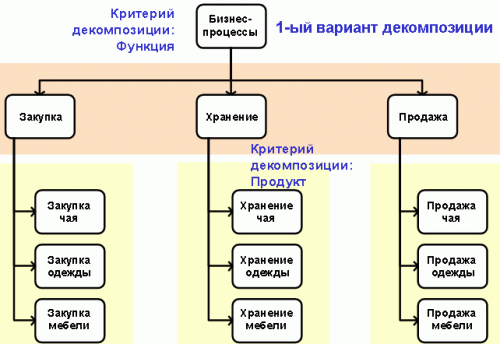 Критерий
декомпозиции:
Функция
Бизнес-
процессы
1-ый вариант декомпозиции
Закупка
Хранение
Продажа
Критерий
декомпозиции:
Продукт
Закупка
чая
Хранение
чая
Продажа
чая
Закупка
одежды
Хранение
одежды
Продажа
одежды
Закупка
мебели
Хранение
мебели
Продажа
мебели